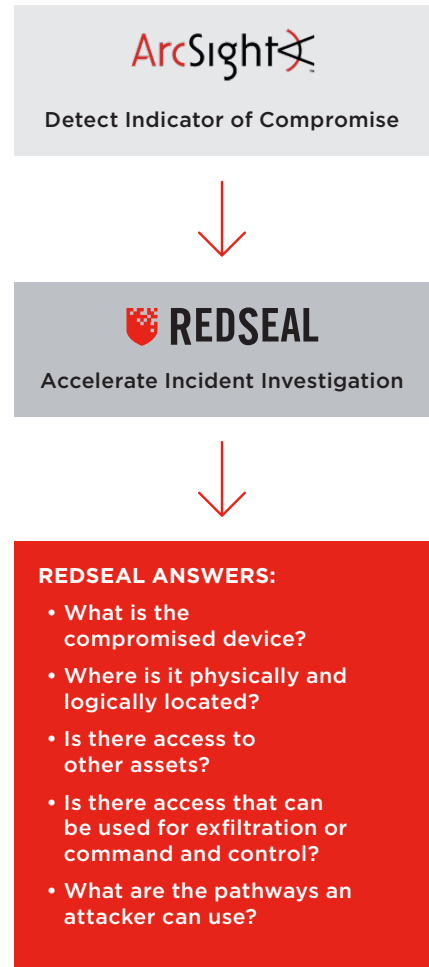 ArcSight™
Detect Indicator of Compromise
REDSEAL
Accelerate Incident Investigation
REDSEAL ANSWERS:
• What is the
compromised device?
• Where is it physically and
logically located?
• Is there access to
other assets?
• Is there access that can
be used for exfiltration or
command and control?
• What are the pathways an
attacker can use?